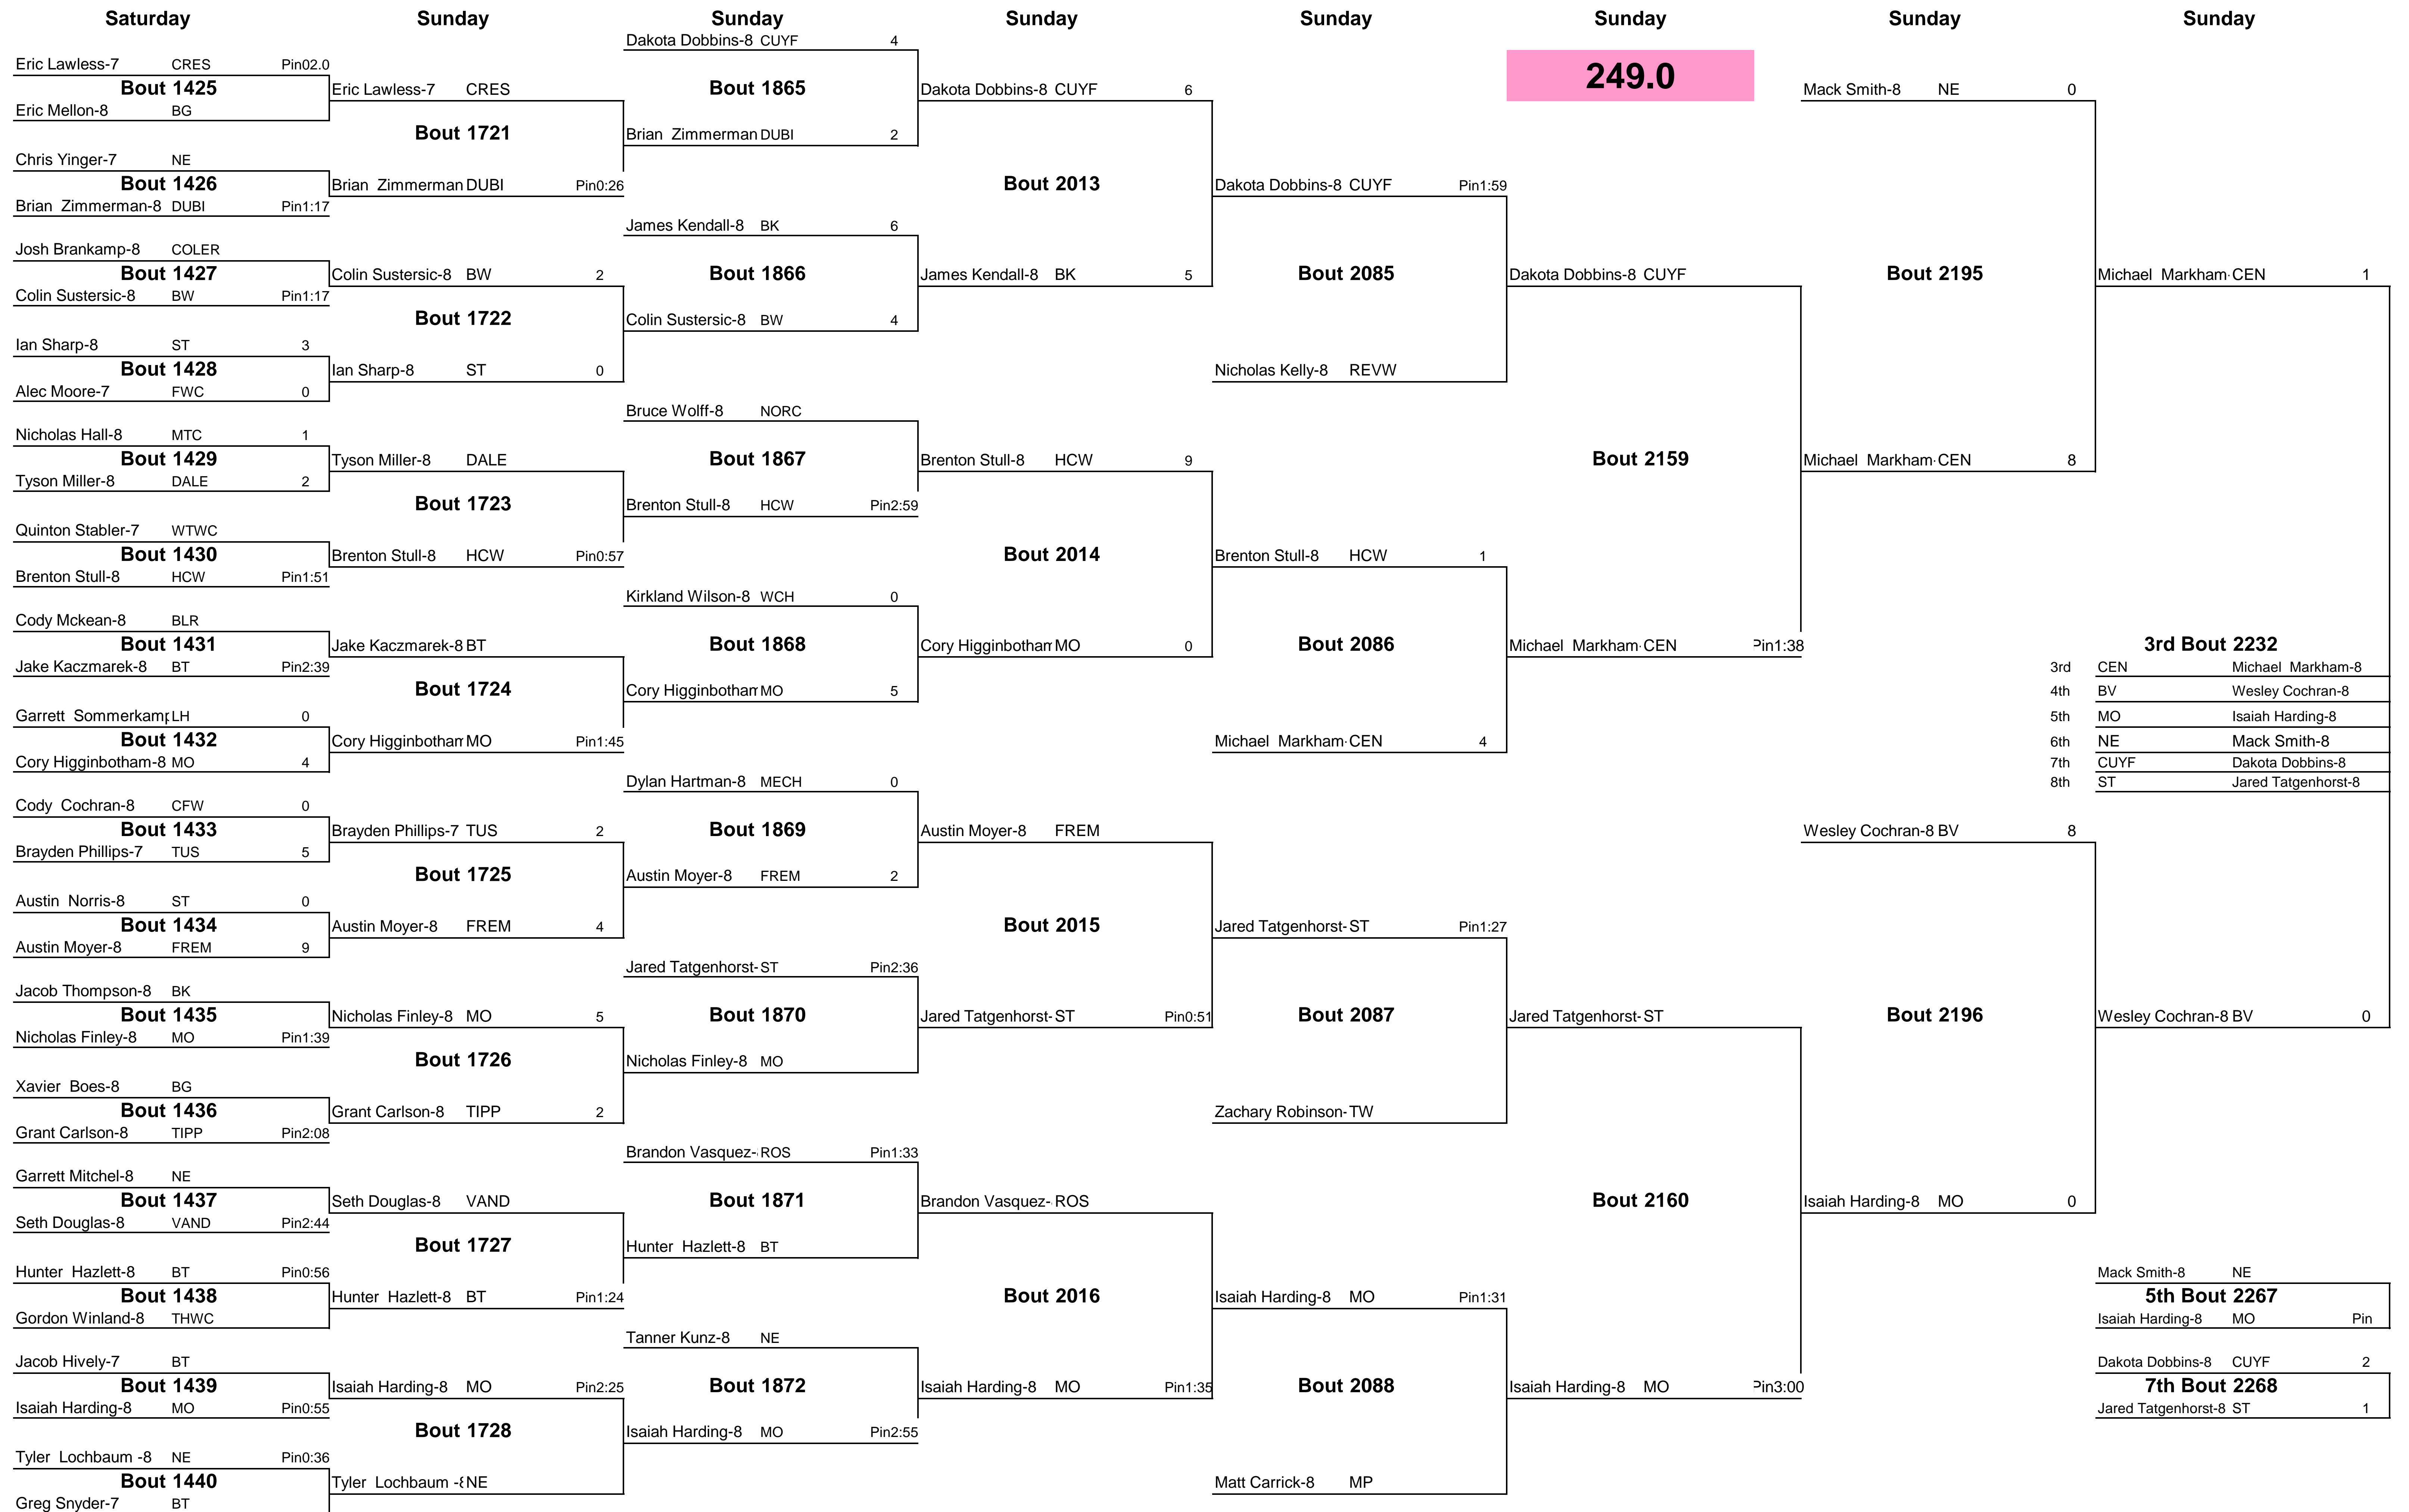 Saturday Sunday Sunday Sunday Sunday Sunday Sunday Sunday
Eric Lawless-7 CRES Pin02.0
Bout 1425
Eric Mellon-8 BG
Chris Yinger-7 NE
Bout 1426
Brian Zimmerman-8 DUBI Pin1:17
Josh Brankamp-8 COLER
Bout 1427
Colin Sustersic-8 BW Pin1:17
Ian Sharp-8 ST 3
Bout 1428
Alec Moore-7 FWC 0
Nicholas Hall-8 MTC 1
Bout 1429
Tyson Miller-8 DALE 2
Quinton Stabler-7 WTWC
Bout 1430
Brenton Stull-8 HCW Pin1:51
Cody Mckean-8 BLR
Bout 1431
Jake Kaczmarek-8 BT Pin2:39
Garrett Sommerkamp LH 0
Bout 1432
Cory Higginbotham-8 MO 4
Cody Cochran-8 CFW 0
Bout 1433
Brayden Phillips-7 TUS 5
Austin Norris-8 ST 0
Bout 1434
Austin Moyer-8 FREM 9
Jacob Thompson-8 BK
Bout 1435
Nicholas Finley-8 MO Pin1:39
Xavier Boes-8 BG
Bout 1436
Grant Carlson-8 TIPP Pin2:08
Garrett Mitchel-8 NE
Bout 1437
Seth Douglas-8 VAND Pin2:44
Hunter Hazlett-8 BT Pin0:56
Bout 1438
Gordon Winland-8 THWC
Jacob Hively-7 BT
Bout 1439
Isaiah Harding-8 MO Pin0:55
Tyler Lochbaum -8 NE Pin0:36
Bout 1440
Greg Snyder-7 BT
Eric Lawless-7 CRES
Bout 1721
Brian Zimmerman DUBI Pin0:26
Colin Sustersic-8 BW 2
Bout 1722
Ian Sharp-8 ST 0
Tyson Miller-8 DALE
Bout 1723
Brenton Stull-8 HCW Pin0:57
Jake Kaczmarek-8 BT
Bout 1724
Cory Higginbotham MO Pin1:45
Brayden Phillips-7 TUS 2
Bout 1725
Austin Moyer-8 FREM 4
Nicholas Finley-8 MO 5
Bout 1726
Grant Carlson-8 TIPP 2
Seth Douglas-8 VAND
Bout 1727
Hunter Hazlett-8 BT Pin1:24
Isaiah Harding-8 MO Pin2:25
Bout 1728
Tyler Lochbaum -8 NE
Dakota Dobbins-8 CUYF 4
Bout 1865
Brian Zimmerman DUBI 2
James Kendall-8 BK 6
Bout 1866
Colin Sustersic-8 BW 4
Bruce Wolff-8 NORC
Bout 1867
Brenton Stull-8 HCW Pin2:59
Kirkland Wilson-8 WCH 0
Bout 1868
Cory Higginbotham MO 5
Dylan Hartman-8 MECH 0
Bout 1869
Austin Moyer-8 FREM 2
Jared Tatgenhorst- ST Pin2:36
Bout 1870
Nicholas Finley-8 MO
Brandon Vasquez- ROS Pin1:33
Bout 1871
Hunter Hazlett-8 BT
Tanner Kunz-8 NE
Bout 1872
Isaiah Harding-8 MO Pin2:55
Dakota Dobbins-8 CUYF 6
Bout 2013
James Kendall-8 BK 5
Brenton Stull-8 HCW 9
Bout 2014
Cory Higginbotham MO 0
Austin Moyer-8 FREM
Bout 2015
Jared Tatgenhorst- ST Pin0:51
Brandon Vasquez- ROS
Bout 2016
Isaiah Harding-8 MO Pin1:35
Dakota Dobbins-8 CUYF Pin1:59
Bout 2085
Nicholas Kelly-8 REVW
Brenton Stull-8 HCW 1
Bout 2086
Michael Markham- CEN 4
Jared Tatgenhorst- ST Pin1:27
Bout 2087
Zachary Robinson- TW
Isaiah Harding-8 MO Pin1:31
Bout 2088
Matt Carrick-8 MP
249.0
Dakota Dobbins-8 CUYF
Bout 2159
Michael Markham- CEN Pin1:38
Jared Tatgenhorst- ST
Bout 2160
Isaiah Harding-8 MO Pin3:00
Mack Smith-8 NE 0
Bout 2195
Michael Markham- CEN 8
Wesley Cochran-8 BV 8
Bout 2196
Isaiah Harding-8 MO 0
Michael Markham- CEN 1
3rd Bout 2232
3rd CEN Michael Markham-8
4th BV Wesley Cochran-8
5th MO Isaiah Harding-8
6th NE Mack Smith-8
7th CUYF Dakota Dobbins-8
8th ST Jared Tatgenhorst-8
Wesley Cochran-8 BV 0
Mack Smith-8 NE
5th Bout 2267
Isaiah Harding-8 MO Pin
Dakota Dobbins-8 CUYF 2
7th Bout 2268
Jared Tatgenhorst-8 ST 1